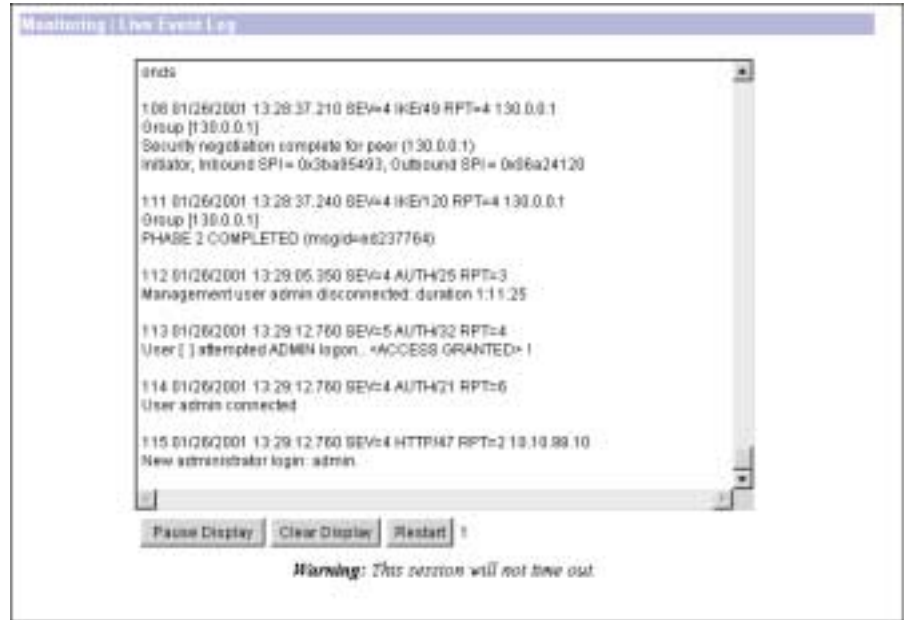 Monitoring | Live Event Log
onds
108 01/26/2001 13:28:37.210 SEV=4 IKE/49 RPT=4 130.0.0.1
Group [130.0.0.1]
Security negotiation complete for peer (130.0.0.1)
Initiator, Inbound SPI = 0x3ba95493, Outbound SPI = 0x06a24120
111 01/26/2001 13:28:37.240 SEV=4 IKE/120 RPT=4 130.0.0.1
Group [130.0.0.1]
PHASE 2 COMPLETED (msgid=ed237764)
112 01/26/2001 13:29:05.350 SEV=4 AUTH/25 RPT=3
Management user admin disconnected: duration 1:11:25
113 01/26/2001 13:29:12.760 SEV=5 AUTH/32 RPT=4
User [ ] attempted ADMIN logon.. <ACCESS GRANTED> !
114 01/26/2001 13:29:12.760 SEV=4 AUTH/21 RPT=6
User admin connected
115 01/26/2001 13:29:12.760 SEV=4 HTTP/47 RPT=2 10.10.99.10
New administrator login: admin.
Pause Display Clear Display Restart
Warning: This session will not time out.